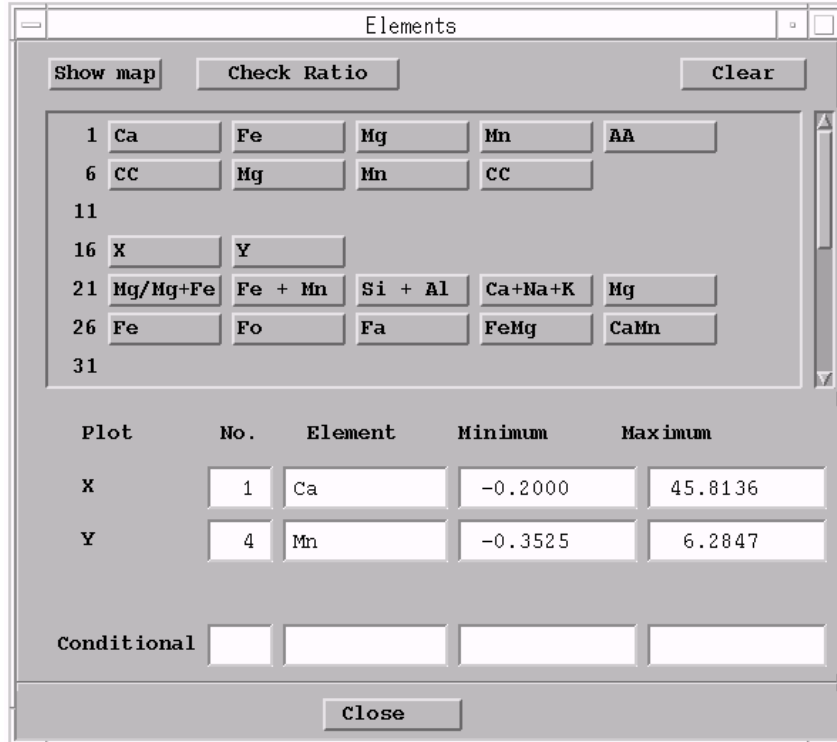 Elements
Show map Check Ratio Clear
1 Ca Fe Mg Mn AA
6 CC Mg Mn CC
11
16 X Y
21 Mg/Mg+Fe Fe + Mn Si + Al Ca+Na+K Mg
26 Fe Fo Fa FeMg CaMn
31
Plot No. Element Minimum Maximum
X 1 Ca -0.2000 45.8136
Y 4 Mn -0.3525 6.2847
Conditional
Close